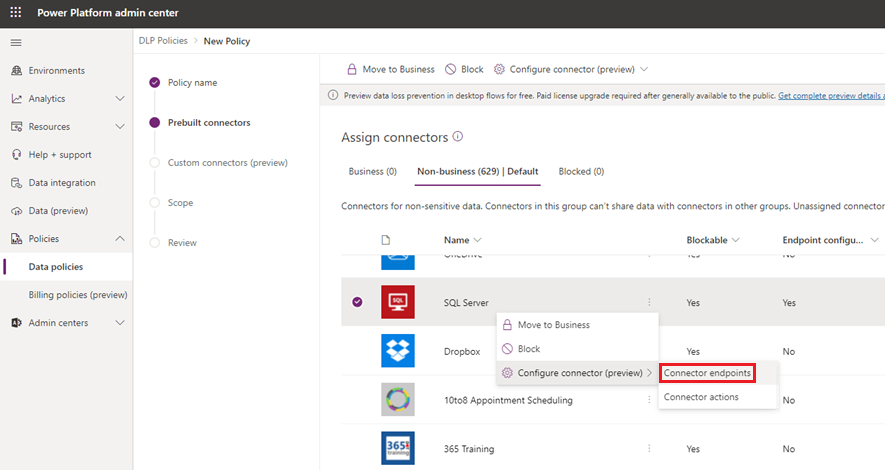 Power Platform admin center
DLP Policies > New Policy
Environments
Analytics
Resources
Help + support
Data integration
Data (preview)
Policies
Data policies
Billing policies (preview)
Admin centers
Policy name
Prebuilt connectors
Custom connectors (preview)
Scope
Review
Move to Business Block Configure connector (preview)
Preview data loss prevention in desktop flows for free. Paid license upgrade required after generally available to the public. Get complete preview details a
Assign connectors
Business (0) Non-business (629) | Default Blocked (0)
Connectors for non-sensitive data. Connectors in this group can't share data with connectors in other groups. Unassigned connector
Name Blockable Endpoint configu...
OneDrive Yes No
SQL SQL Server Yes Yes
Move to Business
Block
Configure connector (preview)
Connector endpoints
Connector actions
Dropbox Yes No
10to8 Appointment Scheduling No
365 training 365 Training Yes No